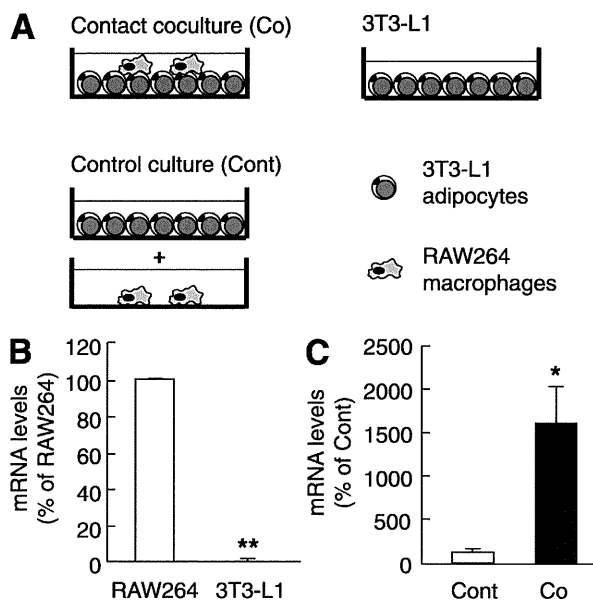 A
Contact coculture (Co)
3T3-L1
Control culture (Cont)
+
3T3-L1
adipocytes
RAW264
macrophages
B
mRNA levels
(% of RAW264)
120
100
80
60
40
20
0
**
RAW264
3T3-L1
C
mRNA levels
(% of Cont)
2500
2000
1500
1000
500
0
*
Cont
Co